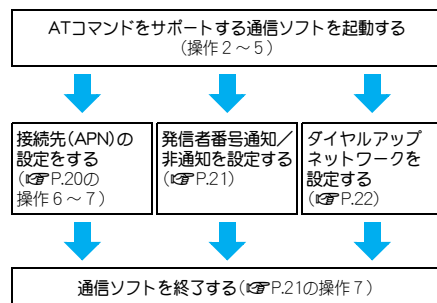 ATコマンドをサポートする通信ソフトを起動する
(操作2～5)
接続先(APN)の
設定をする
(☞P.20の
操作6～7)
発信者番号通知／
非通知を設定する
(☞P.21)
ダイヤルアップ
ネットワークを
設定する
(☞P.22)
通信ソフトを終了する(☞P.21の操作7)